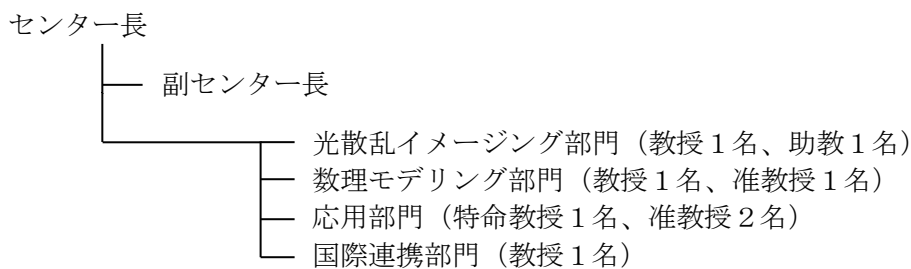 センター長
副センター長
光散乱イメージング部門（教授１名、助教１名）
数理モデリング部門（教授１名、准教授１名）
応用部門（特命教授１名、准教授２名）
国際連携部門（教授１名）